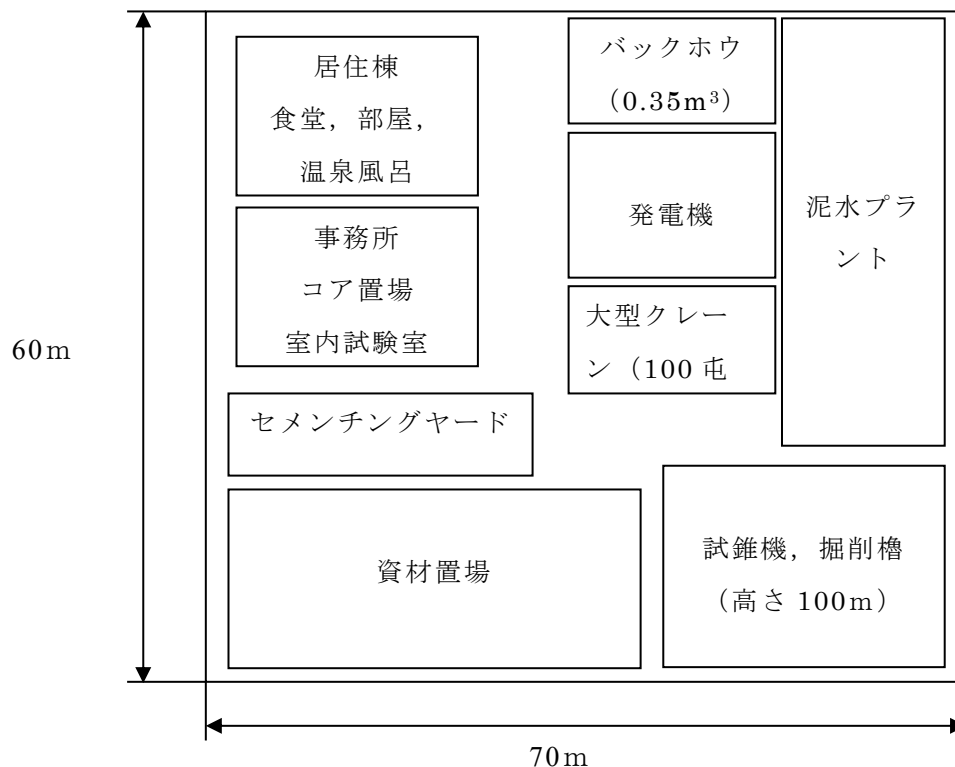 居住棟
食堂，部屋，
温泉風呂
事務所
コア置場
室内試験室
セメンチングヤード
資材置場
バックホウ
（0.35m³）
発電機
大型クレー
ン（100 屯
泥水プラ
ント
試錐機，掘削櫓
（高さ 100ｍ）
60ｍ
70ｍ